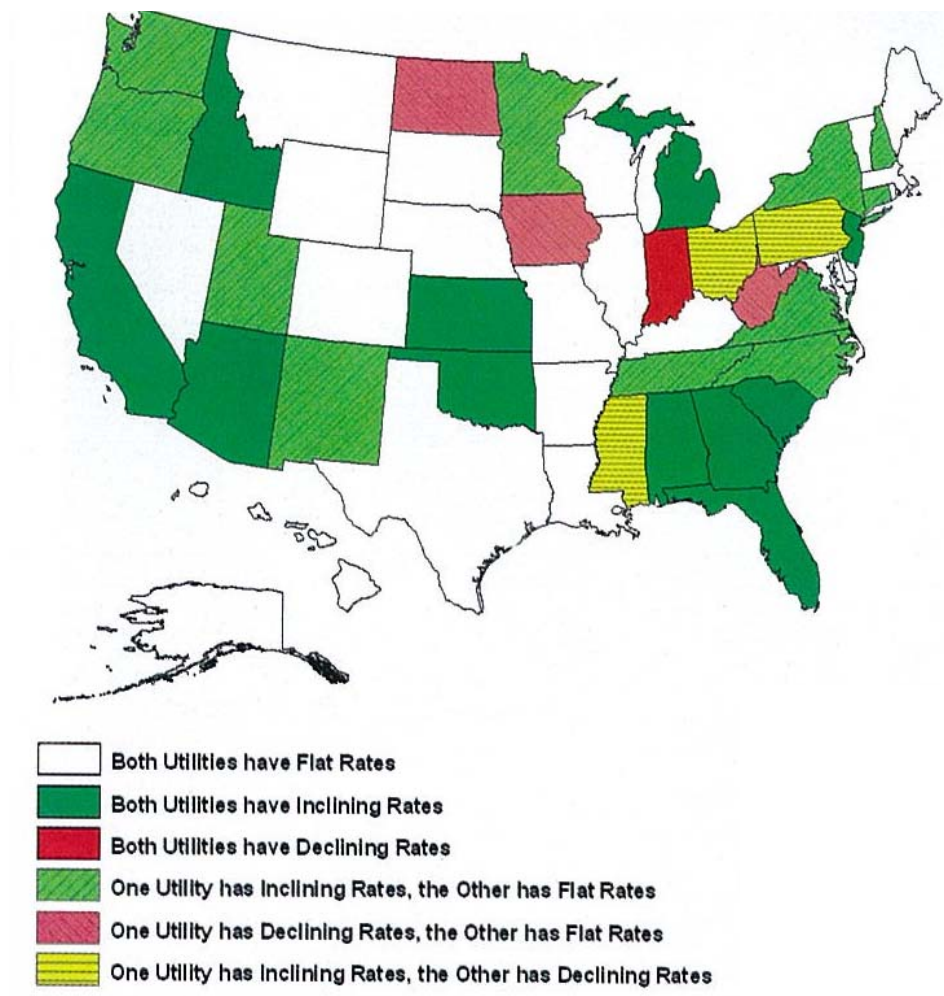 Both Utilities have Flat Rates
Both Utilities have Inclining Rates
Both Utilities have Declining Rates
One Utility has Inclining Rates, the Other has Flat Rates
One Utility has Declining Rates, the Other has Flat Rates
One Utility has Inclining Rates, the Other has Declining Rates